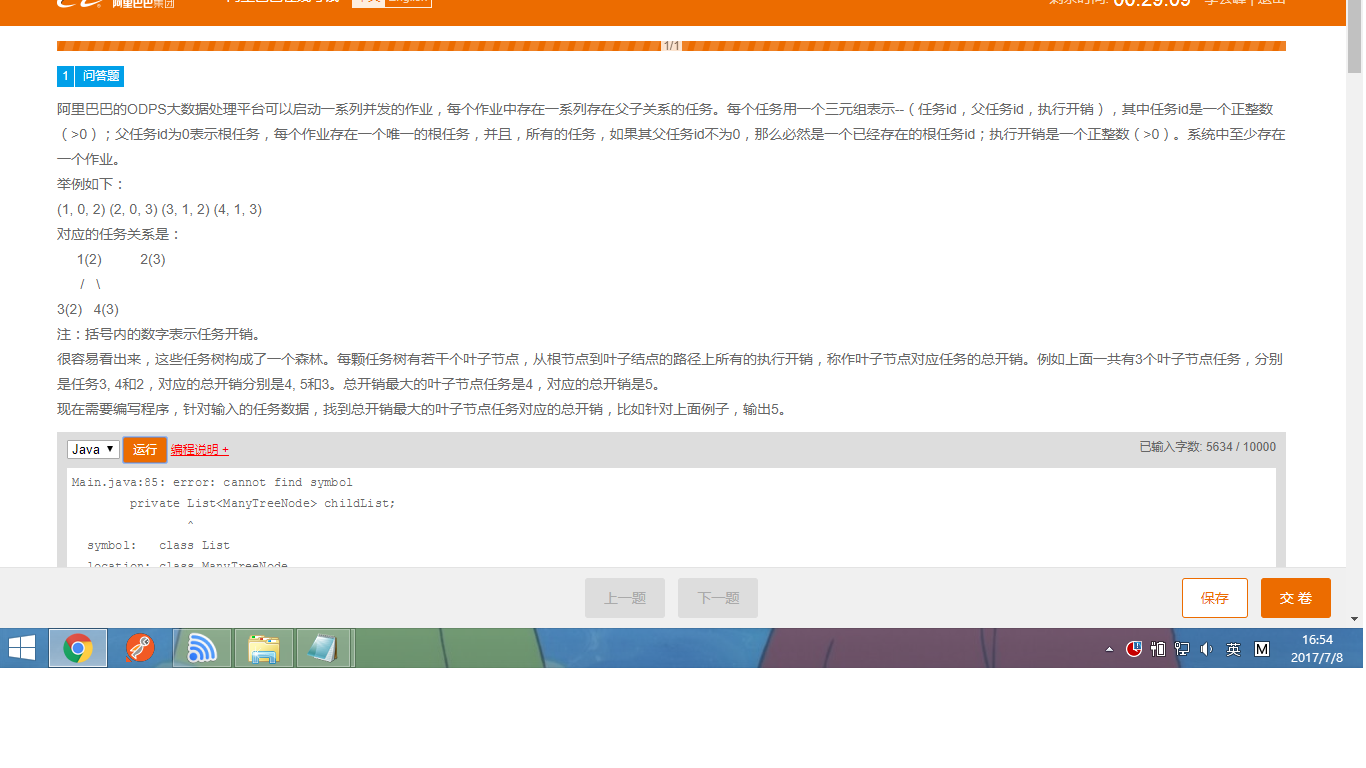 阿里巴巴集团
中文 English
剩余时间: 00:29:09 | 退出
1/1
1 问答题
阿里巴巴的ODPS大数据处理平台可以启动一系列并发的作业，每个作业中存在一系列存在父子关系的任务。每个任务用一个三元组表示--（任务id，父任务id，执行开销），其中任务id是一个正整数
（>0）；父任务id为0表示根任务，每个作业存在一个唯一的根任务，并且，所有的任务，如果其父任务id不为0，那么必然是一个已经存在的根任务id；执行开销是一个正整数（>0）。系统中至少存在
一个作业。
举例如下：
(1, 0, 2) (2, 0, 3) (3, 1, 2) (4, 1, 3)
对应的任务关系是：
1(2) 2(3)
/ \
3(2) 4(3)
注：括号内的数字表示任务开销。
很容易看出来，这些任务树构成了一个森林。每颗任务树有若干个叶子节点，从根节点到叶子结点的路径上所有的执行开销，称作叶子节点对应任务的总开销。例如上面一共有3个叶子节点任务，分别
是任务3, 4和2，对应的总开销分别是4, 5和3。总开销最大的叶子节点任务是4，对应的总开销是5。
现在需要编写程序，针对输入的任务数据，找到总开销最大的叶子节点任务对应的总开销，比如针对上面例子，输出5。
Java ▼ 运行 编程说明 + 已输入字数: 5634 / 10000
Main.java:85: error: cannot find symbol
private List<ManyTreeNode> childList;
^
symbol: class List
location: class ManyTreeNode
上一题 下一题 保存 交 卷
英 M 16:54
2017/7/8